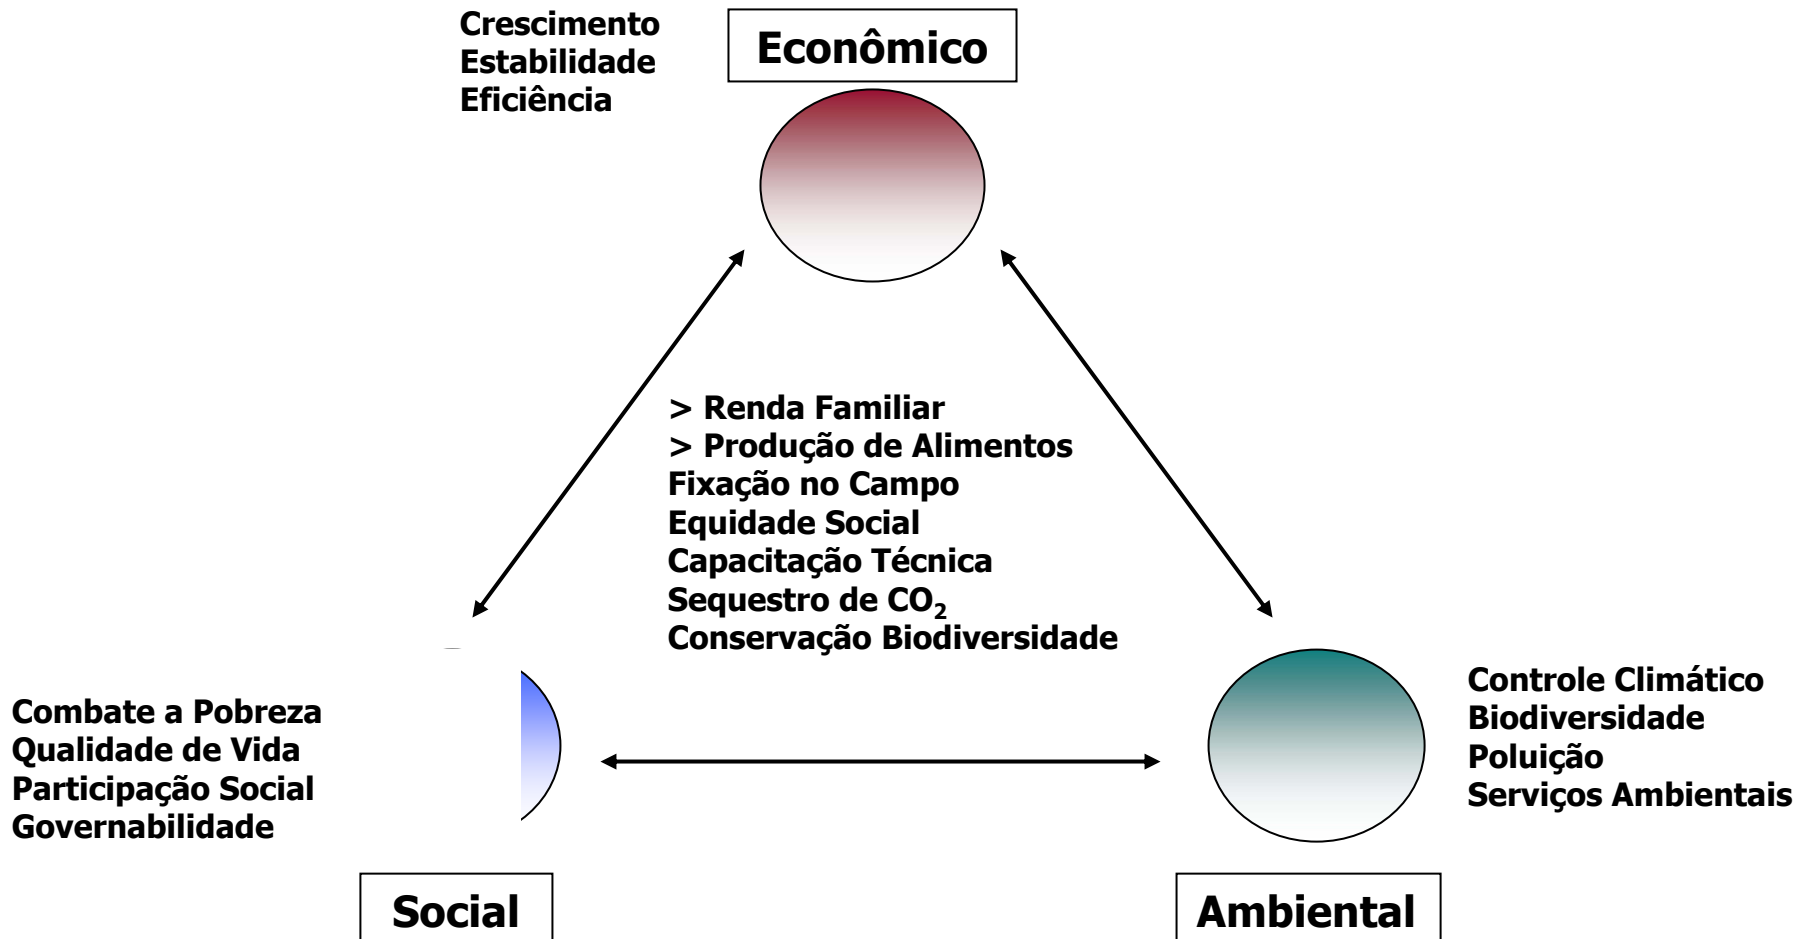 Crescimento
Estabilidade
Eficiência
Econômico
> Renda Familiar
> Produção de Alimentos
Fixação no Campo
Equidade Social
Capacitação Técnica
Sequestro de CO₂
Conservação Biodiversidade
Combate a Pobreza
Qualidade de Vida
Participação Social
Governabilidade
Controle Climático
Biodiversidade
Poluição
Serviços Ambientais
Social
Ambiental